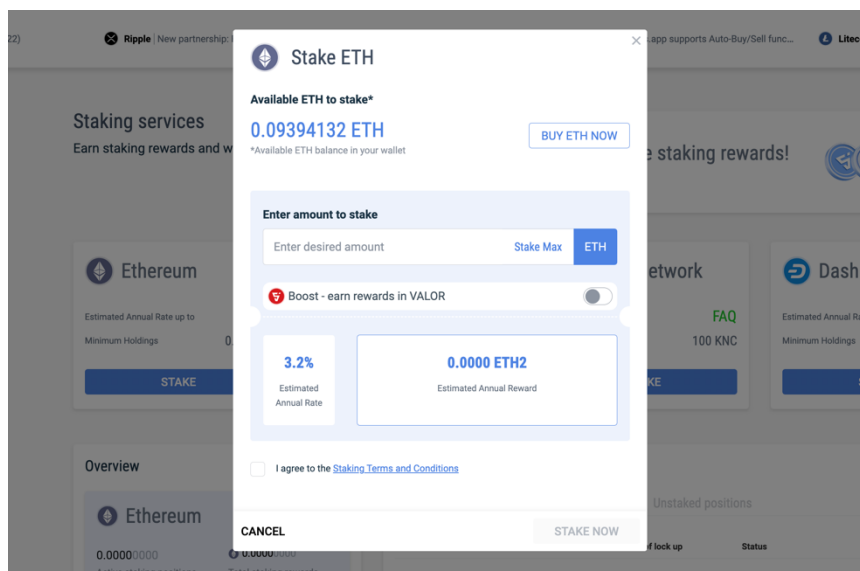 22)
Ripple | New partnership:
.app supports Auto-Buy/Sell func...
Litec
Stake ETH
Available ETH to stake*
0.09394132 ETH
*Available ETH balance in your wallet
BUY ETH NOW
Staking services
Earn staking rewards and w
e staking rewards!
Enter amount to stake
Enter desired amount
Stake Max
ETH
Boost - earn rewards in VALOR
3.2%
Estimated
Annual Rate
0.0000 ETH2
Estimated Annual Reward
I agree to the Staking Terms and Conditions
CANCEL
STAKE NOW
Ethereum
Estimated Annual Rate up to
Minimum Holdings
0.
STAKE
etwork
FAQ
100 KNC
KE
Dash
Estimated Annual R
Minimum Holdings
Overview
Ethereum
0.00000000
0.00000000
Unstaked positions
f lock up
Status